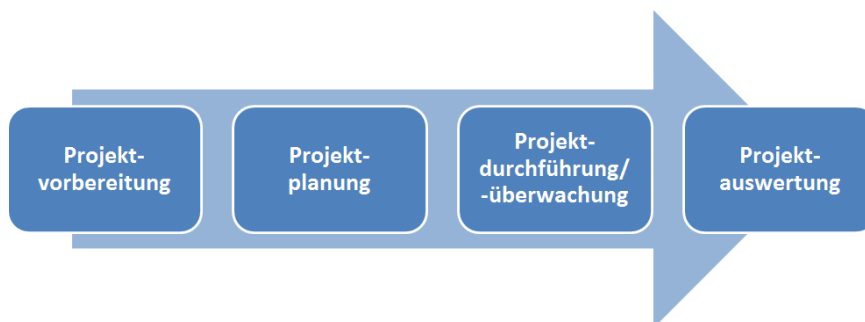 Projekt-
vorbereitung
Projekt-
planung
Projekt-
durchführung/
-überwachung
Projekt-
auswertung